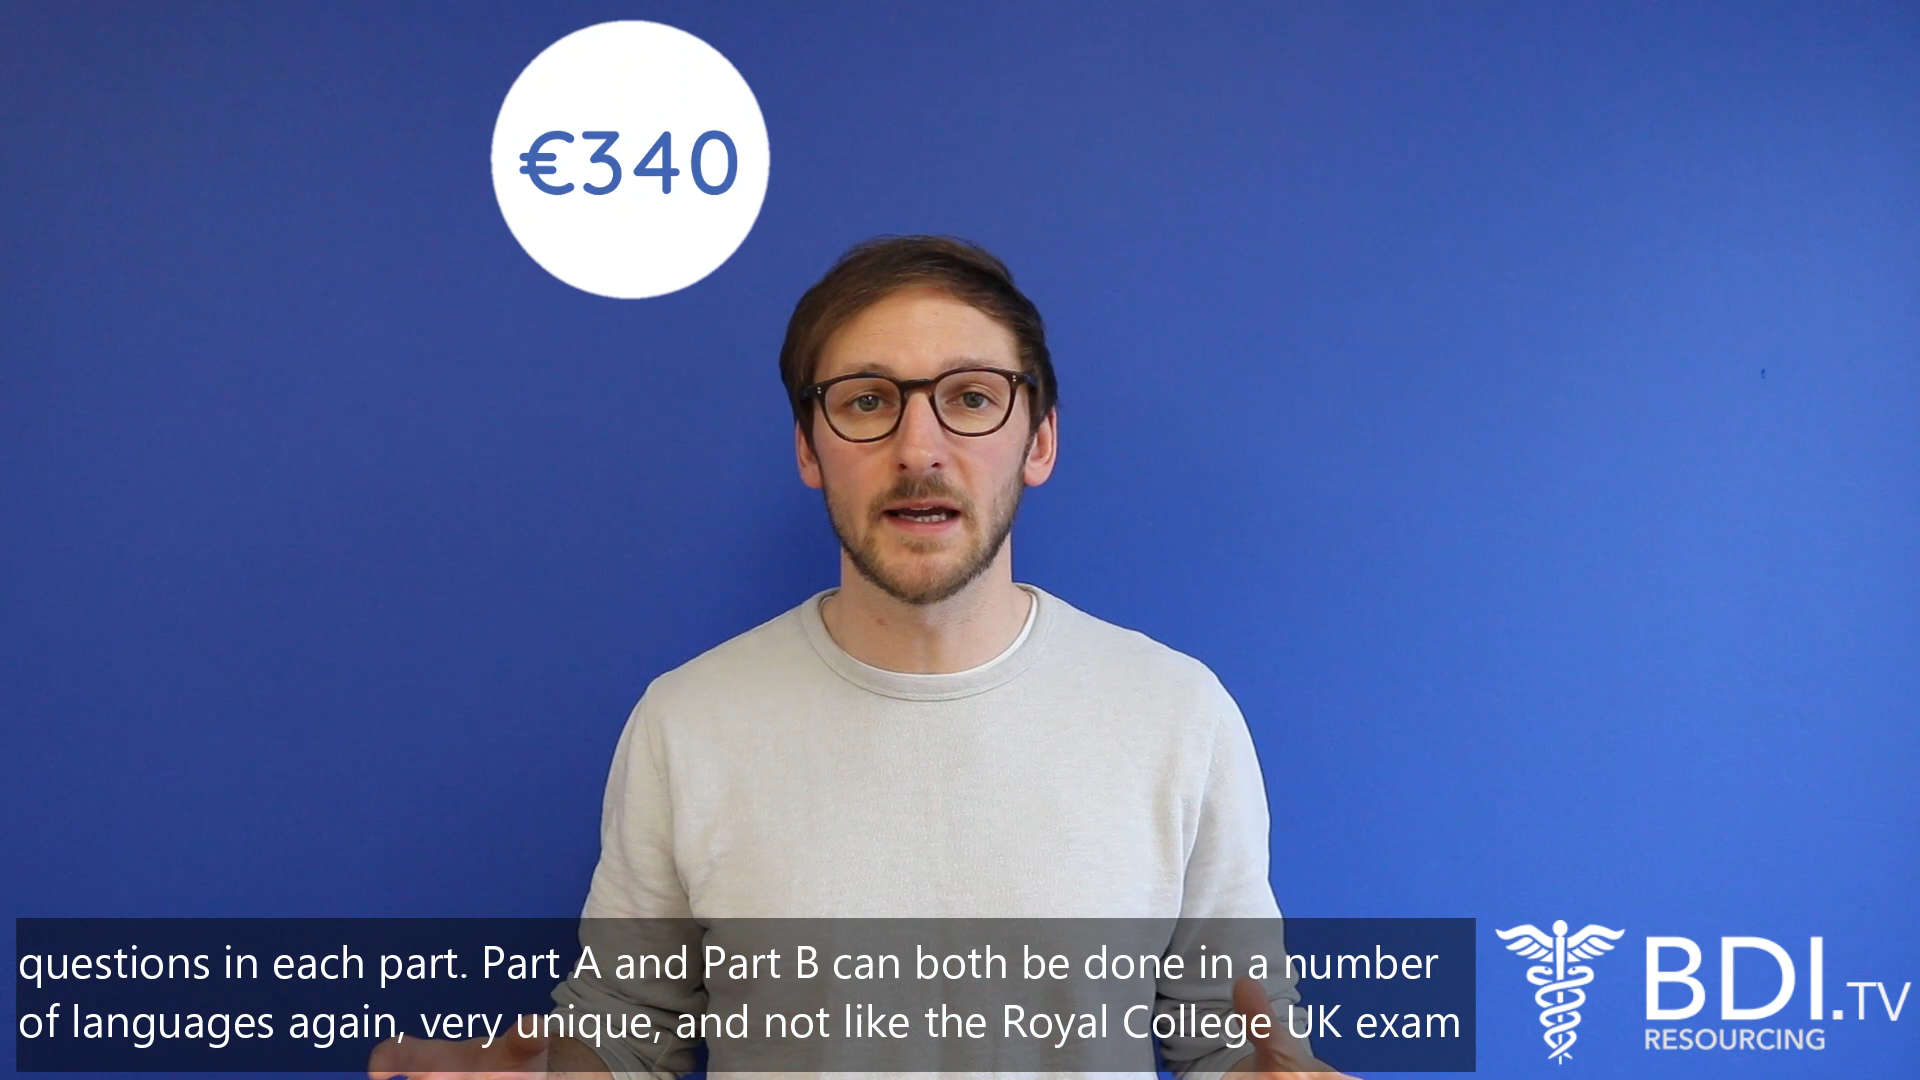 €340
questions in each part. Part A and Part B can both be done in a number
of languages again, very unique, and not like the Royal College UK exam
BDI.TV
RESOURCING